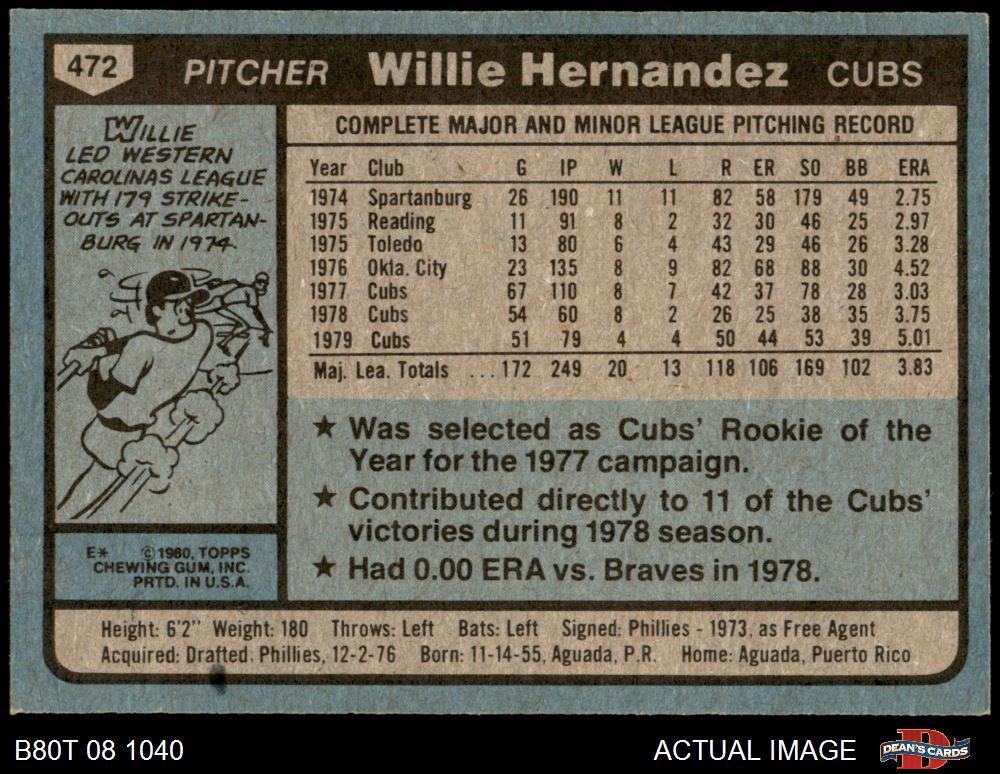 472 PITCHER Willie Hernandez CUBS
WILLIE
LED WESTERN
CAROLINAS LEAGUE
WITH 179 STRIKE-
OUTS AT SPARTAN-
BURG IN 1974.
COMPLETE MAJOR AND MINOR LEAGUE PITCHING RECORD
Year Club G IP W L R ER SO BB ERA
1974 Spartanburg 26 190 11 11 82 58 179 49 2.75
1975 Reading 11 91 8 2 32 30 46 25 2.97
1975 Toledo 13 80 6 4 43 29 46 26 3.28
1976 Okla. City 23 135 8 9 82 68 88 30 4.52
1977 Cubs 67 110 8 7 42 37 78 28 3.03
1978 Cubs 54 60 8 2 26 25 38 35 3.75
1979 Cubs 51 79 4 4 50 44 53 39 5.01
Maj. Lea. Totals ...172 249 20 13 118 106 169 102 3.83
★ Was selected as Cubs' Rookie of the
Year for the 1977 campaign.
★ Contributed directly to 11 of the Cubs'
victories during 1978 season.
★ Had 0.00 ERA vs. Braves in 1978.
E* © 1980, TOPPS
CHEWING GUM, INC.
PRTD. IN U.S.A.
Height: 6'2" Weight: 180 Throws: Left Bats: Left Signed: Phillies - 1973, as Free Agent
Acquired: Drafted. Phillies, 12-2-76 Born: 11-14-55, Aguada, P.R. Home: Aguada, Puerto Rico
B80T 08 1040 ACTUAL IMAGE DEAN'S CARDS